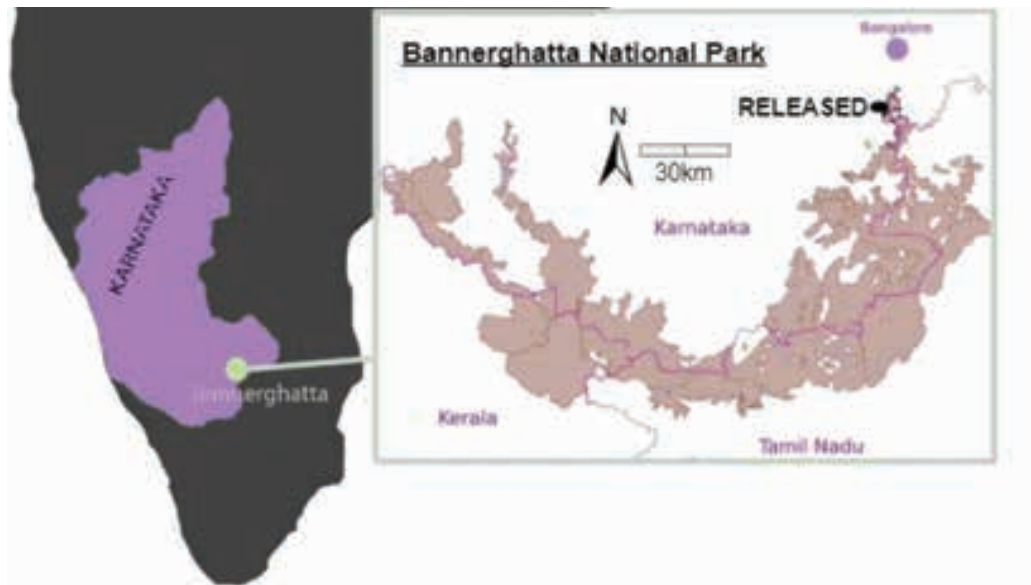 KARNATAKA
Bannerghatta National Park
Bangalore
RELEASED
N
30km
Karnataka
Kerala
Tamil Nadu